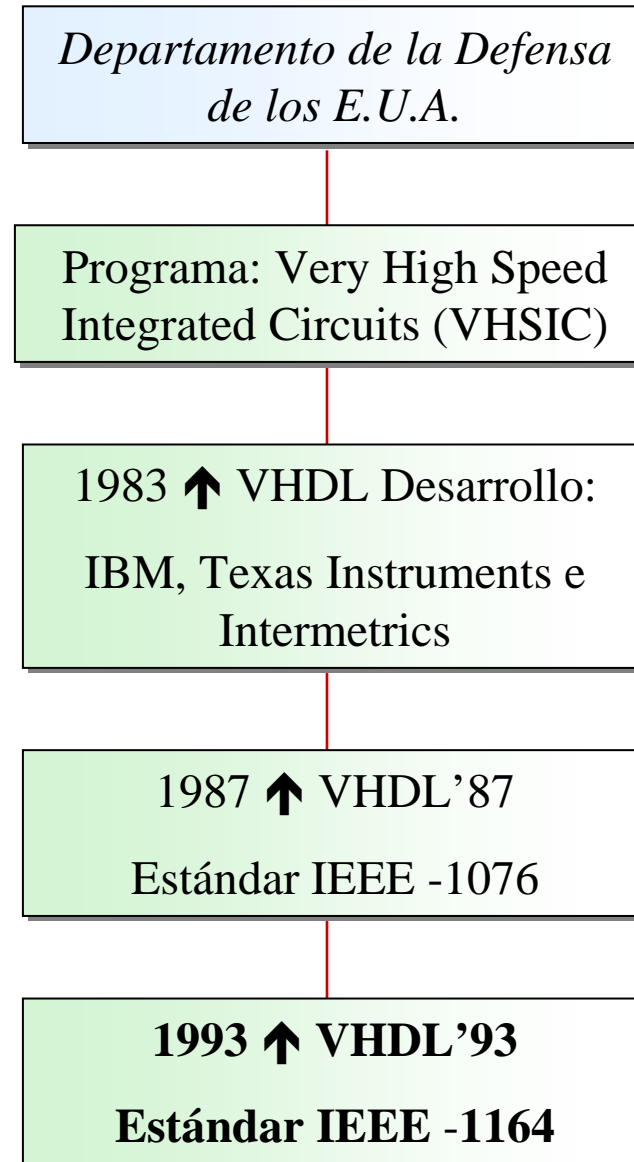 Departamento de la Defensa
de los E.U.A.
Programa: Very High Speed
Integrated Circuits (VHSIC)
1983 🡹 VHDL Desarrollo:
IBM, Texas Instruments e
Intermetrics
1987 🡹 VHDL’87
Estándar IEEE -1076
1993 🡹 VHDL’93
Estándar IEEE -1164